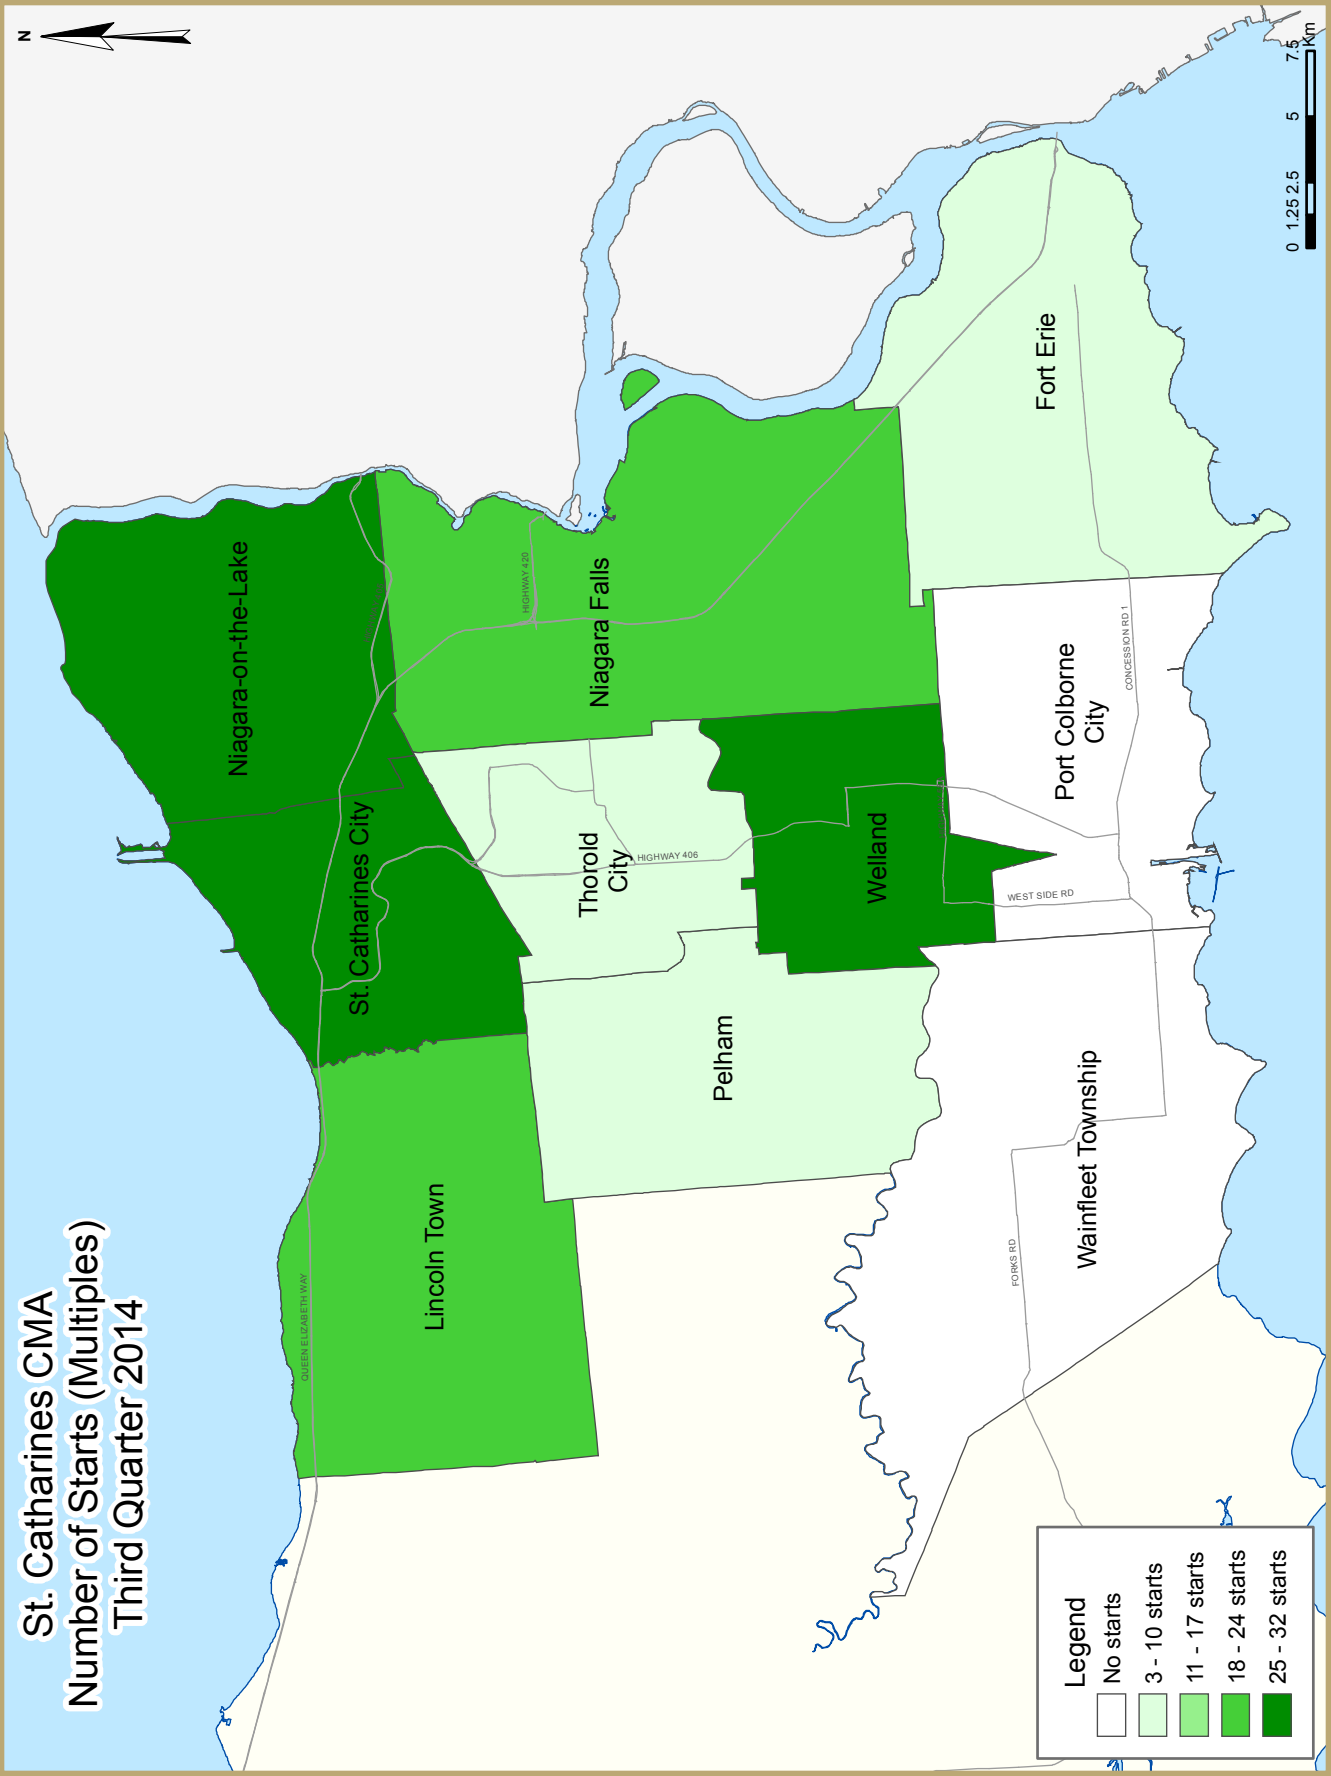 St. Catharines CMA
Number of Starts (Multiples)
Third Quarter 2014
N
Niagara-on-the-Lake
St. Catharines City
QUEEN ELIZABETH WAY
Lincoln Town
HIGHWAY 420
Niagara Falls
Thorold
City
HIGHWAY 406
Pelham
Welland
Fort Erie
Port Colborne
City
CONCESSION RD 1
WEST SIDE RD
Wainfleet Township
FORKS RD
Legend
No starts
3 - 10 starts
11 - 17 starts
18 - 24 starts
25 - 32 starts
0 1.25 2.5 5 7.5
Km